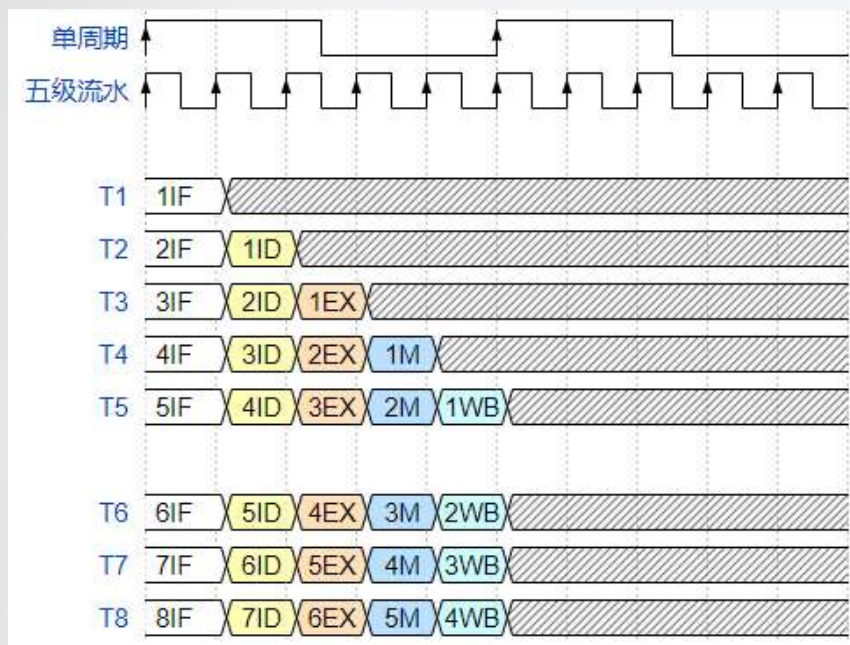 单周期
五级流水
T1 1IF
T2 2IF 1ID
T3 3IF 2ID 1EX
T4 4IF 3ID 2EX 1M
T5 5IF 4ID 3EX 2M 1WB
T6 6IF 5ID 4EX 3M 2WB
T7 7IF 6ID 5EX 4M 3WB
T8 8IF 7ID 6EX 5M 4WB